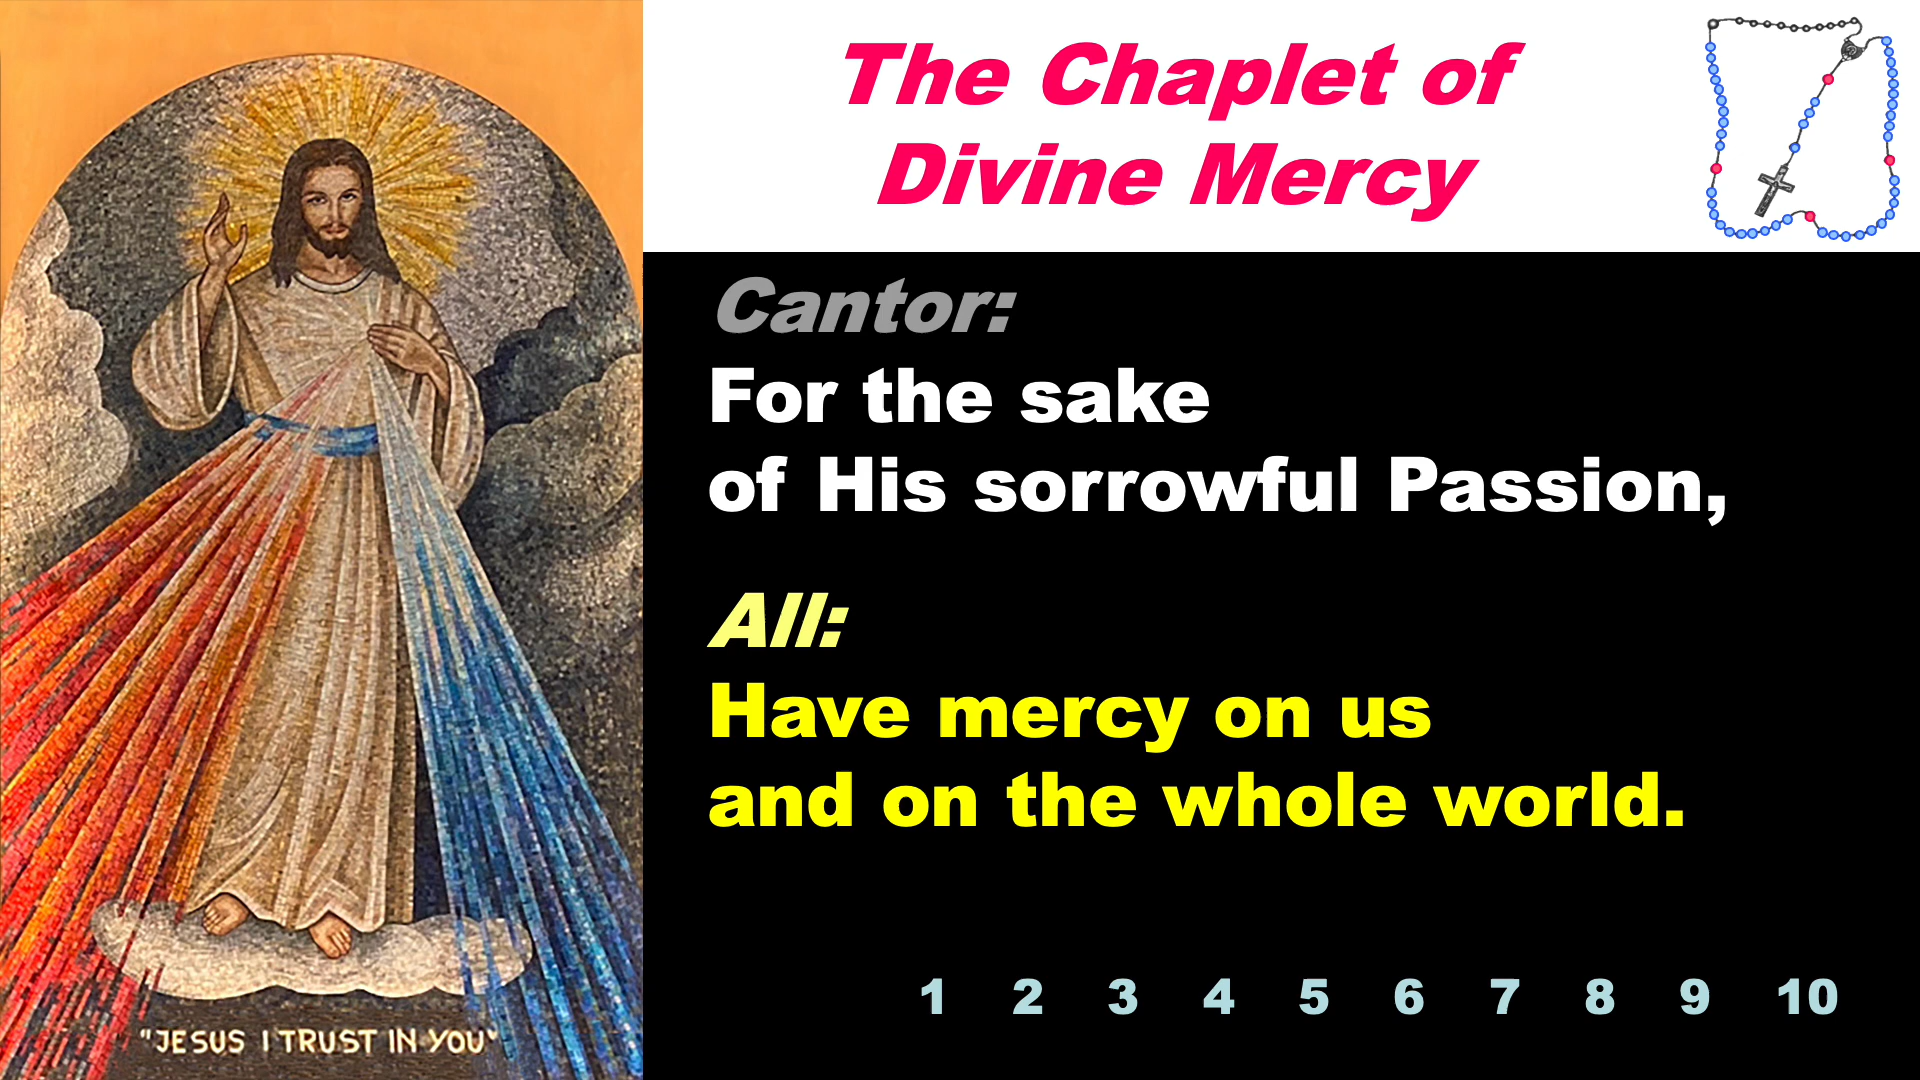 The Chaplet of
Divine Mercy
Cantor:
For the sake
of His sorrowful Passion,
All:
Have mercy on us
and on the whole world.
1 2 3 4 5 6 7 8 9 10
"JESUS I TRUST IN YOU"